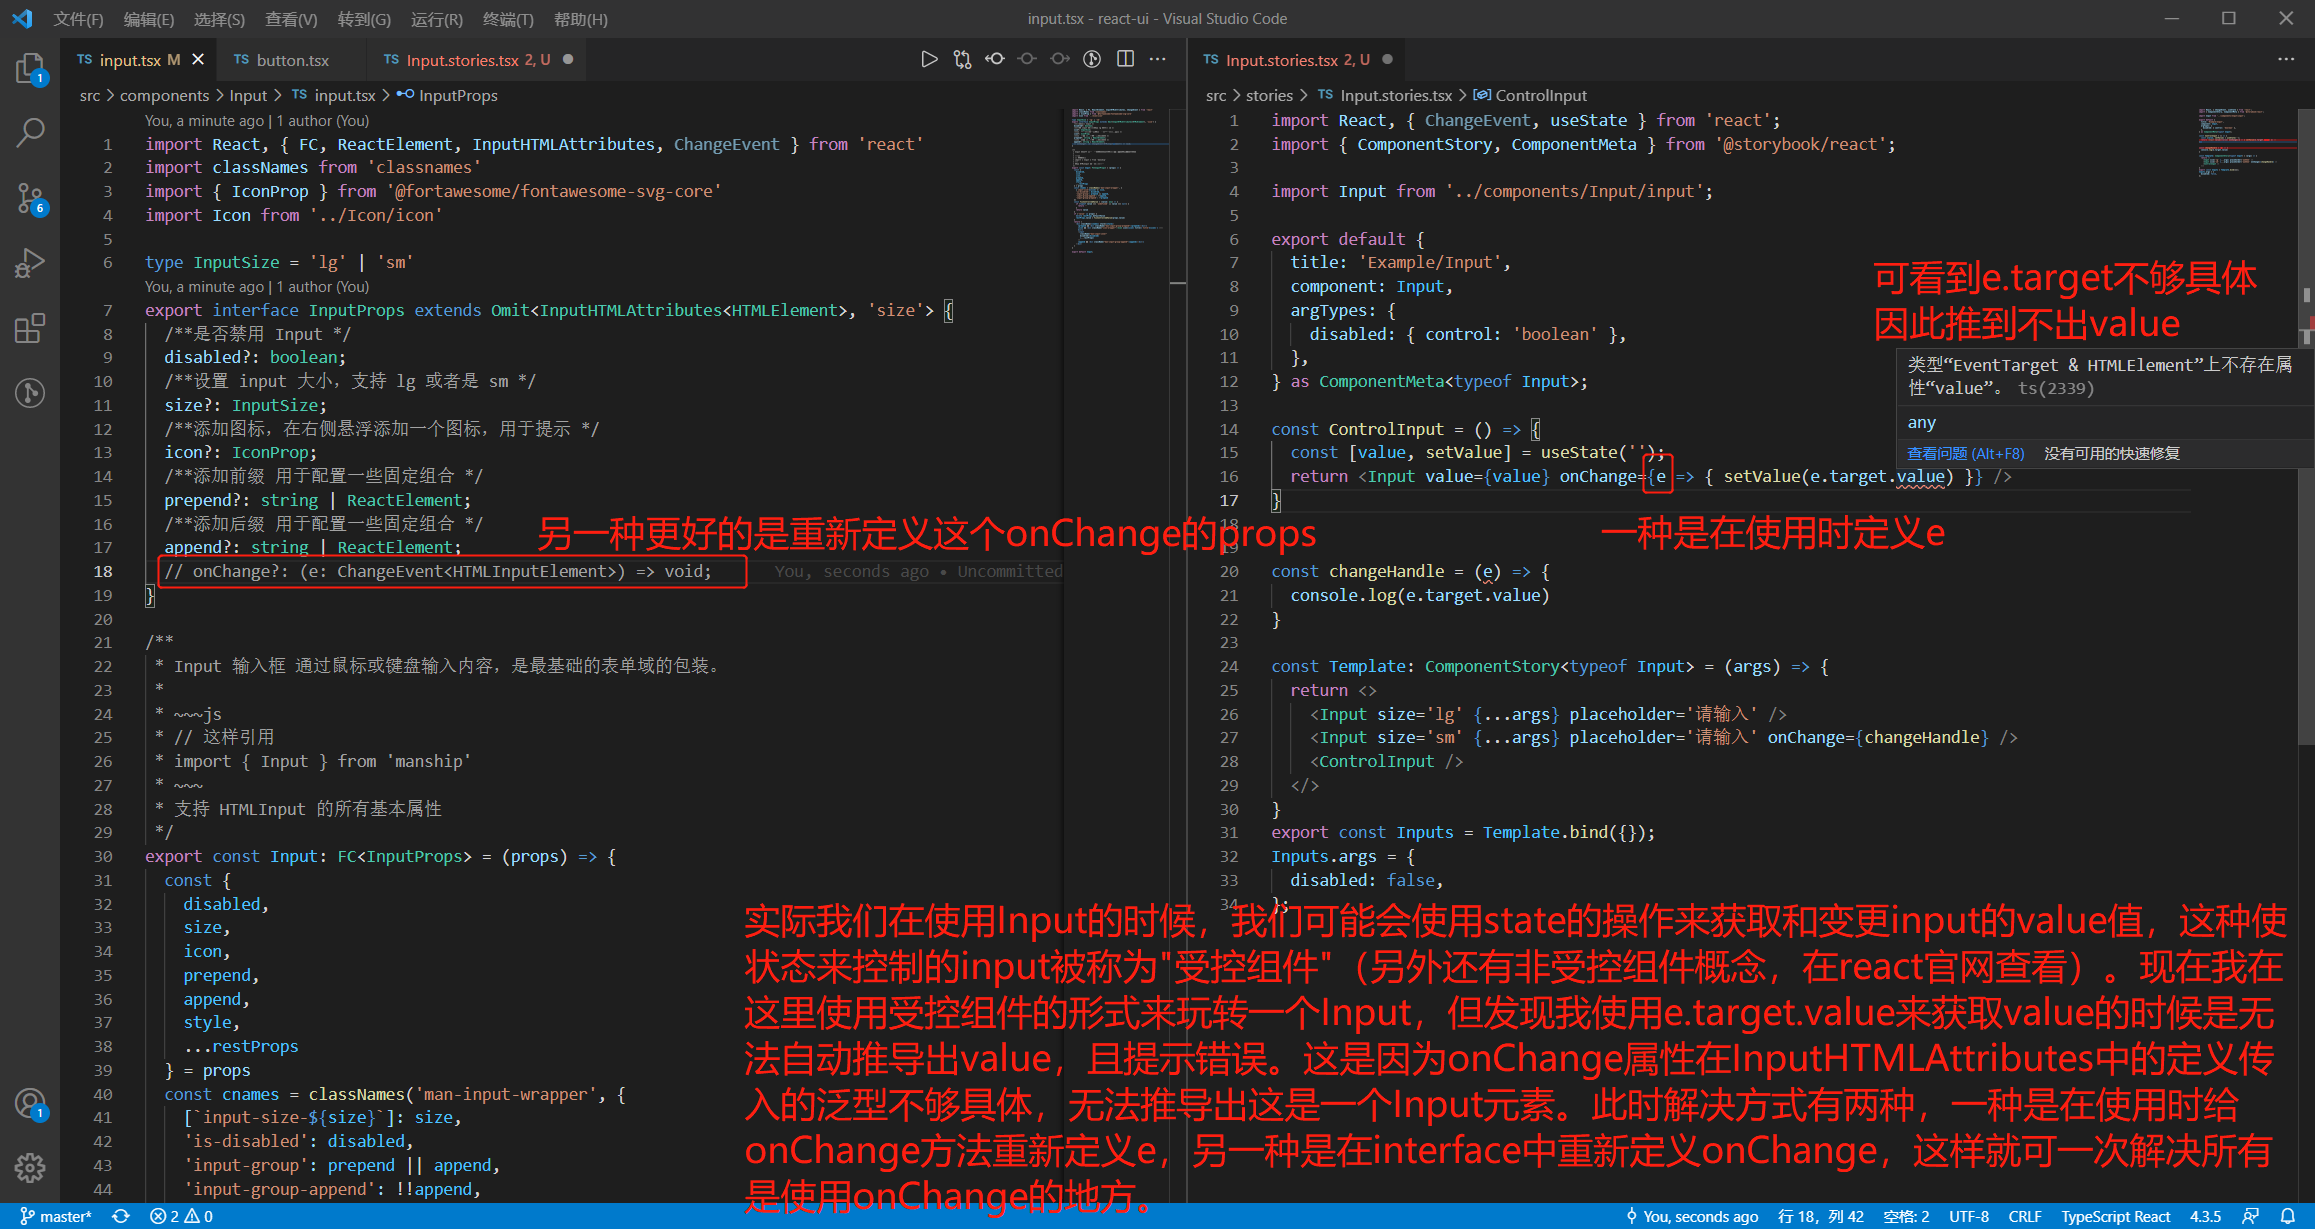 文件(F) 编辑(E) 选择(S) 查看(V) 转到(G) 运行(R) 终端(T) 帮助(H)
input.tsx - react-ui - Visual Studio Code
TS input.tsx M
TS button.tsx
TS Input.stories.tsx 2, U
src > components > Input > TS input.tsx > InputProps
You, a minute ago | 1 author (You)
1 import React, { FC, ReactElement, InputHTMLAttributes, ChangeEvent } from 'react'
2 import classNames from 'classnames'
3 import { IconProp } from '@fortawesome/fontawesome-svg-core'
4 import Icon from '../Icon/icon'
5
6 type InputSize = 'lg' | 'sm'
You, a minute ago | 1 author (You)
7 export interface InputProps extends Omit<InputHTMLAttributes<HTMLElement>, 'size'> {
8 /**是否禁用 Input */
9 disabled?: boolean;
10 /**设置 input 大小，支持 lg 或者是 sm */
11 size?: InputSize;
12 /**添加图标，在右侧悬浮添加一个图标，用于提示 */
13 icon?: IconProp;
14 /**添加前缀 用于配置一些固定组合 */
15 prepend?: string | ReactElement;
16 /**添加后缀 用于配置一些固定组合 */
17 append?: string | ReactElement;
另一种更好的是重新定义这个onChange的props
18 // onChange?: (e: ChangeEvent<HTMLInputElement>) => void; You, seconds ago • Uncommitted
19 }
20
21 /**
22 * Input 输入框 通过鼠标或键盘输入内容，是最基础的表单域的包装。
23 *
24 * ~~~js
25 * // 这样引用
26 * import { Input } from 'manship'
27 * ~~~
28 * 支持 HTMLInput 的所有基本属性
29 */
30 export const Input: FC<InputProps> = (props) => {
31 const {
32 disabled,
33 size,
34 icon,
35 prepend,
36 append,
37 style,
38 ...restProps
39 } = props
40 const cnames = classNames('man-input-wrapper', {
41 [`input-size-${size}`]: size,
42 'is-disabled': disabled,
43 'input-group': prepend || append,
44 'input-group-append': !!append,
TS Input.stories.tsx 2, U
src > stories > TS Input.stories.tsx > ControlInput
1 import React, { ChangeEvent, useState } from 'react';
2 import { ComponentStory, ComponentMeta } from '@storybook/react';
3
4 import Input from '../components/Input/input';
5
6 export default {
7 title: 'Example/Input',
8 component: Input,
9 argTypes: {
10 disabled: { control: 'boolean' },
11 },
12 } as ComponentMeta<typeof Input>;
13
14 const ControlInput = () => {
15 const [value, setValue] = useState('');
16 return <Input value={value} onChange={e => { setValue(e.target.value) }} />
17 }
18
19
20 const changeHandle = (e) => {
21 console.log(e.target.value)
22 }
23
24 const Template: ComponentStory<typeof Input> = (args) => {
25 return <>
26 <Input size='lg' {...args} placeholder='请输入' />
27 <Input size='sm' {...args} placeholder='请输入' onChange={changeHandle} />
28 <ControlInput />
29 </>
30 }
31 export const Inputs = Template.bind({});
32 Inputs.args = {
33 disabled: false,
34 };
可看到e.target不够具体
因此推到不出value
类型“EventTarget & HTMLElement”上不存在属
性“value”。 ts(2339)
any
查看问题 (Alt+F8) 没有可用的快速修复
一种是在使用时定义e
实际我们在使用Input的时候，我们可能会使用state的操作来获取和变更input的value值，这种使
状态来控制的input被称为"受控组件"（另外还有非受控组件概念，在react官网查看）。现在我在
这里使用受控组件的形式来玩转一个Input，但发现我使用e.target.value来获取value的时候是无
法自动推导出value，且提示错误。这是因为onChange属性在InputHTMLAttributes中的定义传
入的泛型不够具体，无法推导出这是一个Input元素。此时解决方式有两种，一种是在使用时给
onChange方法重新定义e，另一种是在interface中重新定义onChange，这样就可一次解决所有
是使用onChange的地方。
1
6
1
master* 2 0
You, seconds ago 行 18，列 42 空格: 2 UTF-8 CRLF TypeScript React 4.3.5